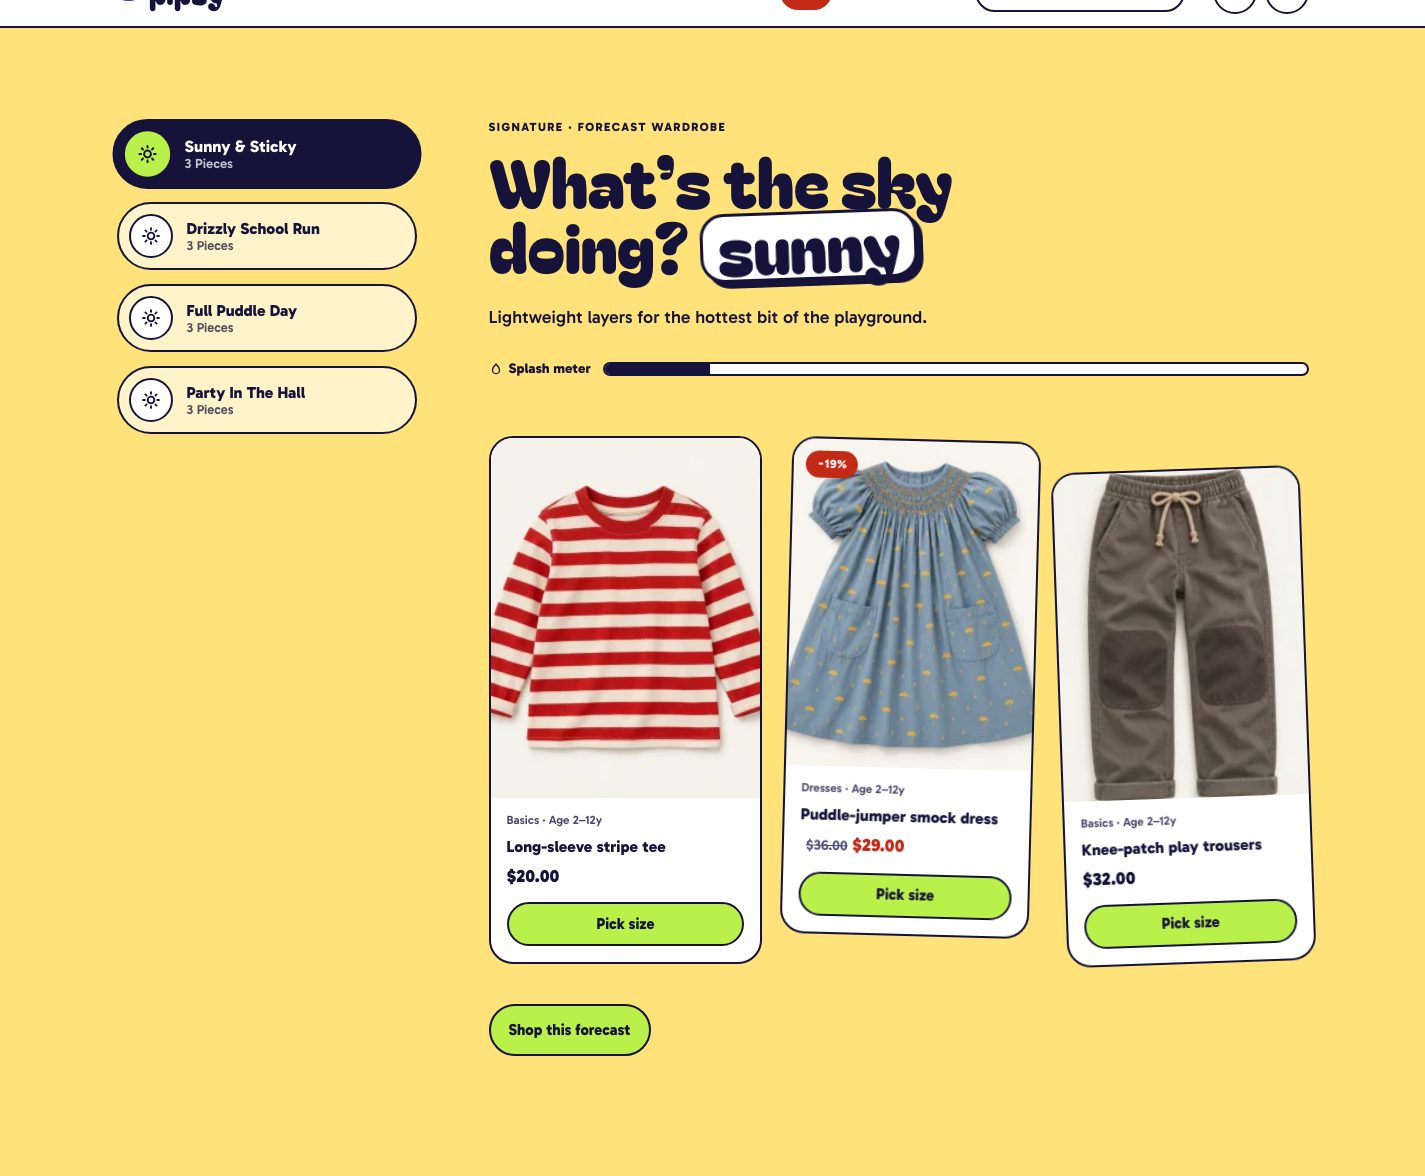 pipsy
Sunny & Sticky
3 Pieces
Drizzly School Run
3 Pieces
Full Puddle Day
3 Pieces
Party In The Hall
3 Pieces
SIGNATURE · FORECAST WARDROBE
What's the sky
doing? sunny
Lightweight layers for the hottest bit of the playground.
Splash meter
Basics · Age 2–12y
Long-sleeve stripe tee
$20.00
Pick size
-19%
Dresses · Age 2–12y
Puddle-jumper smock dress
$36.00 $29.00
Pick size
Basics · Age 2–12y
Knee-patch play trousers
$32.00
Pick size
Shop this forecast